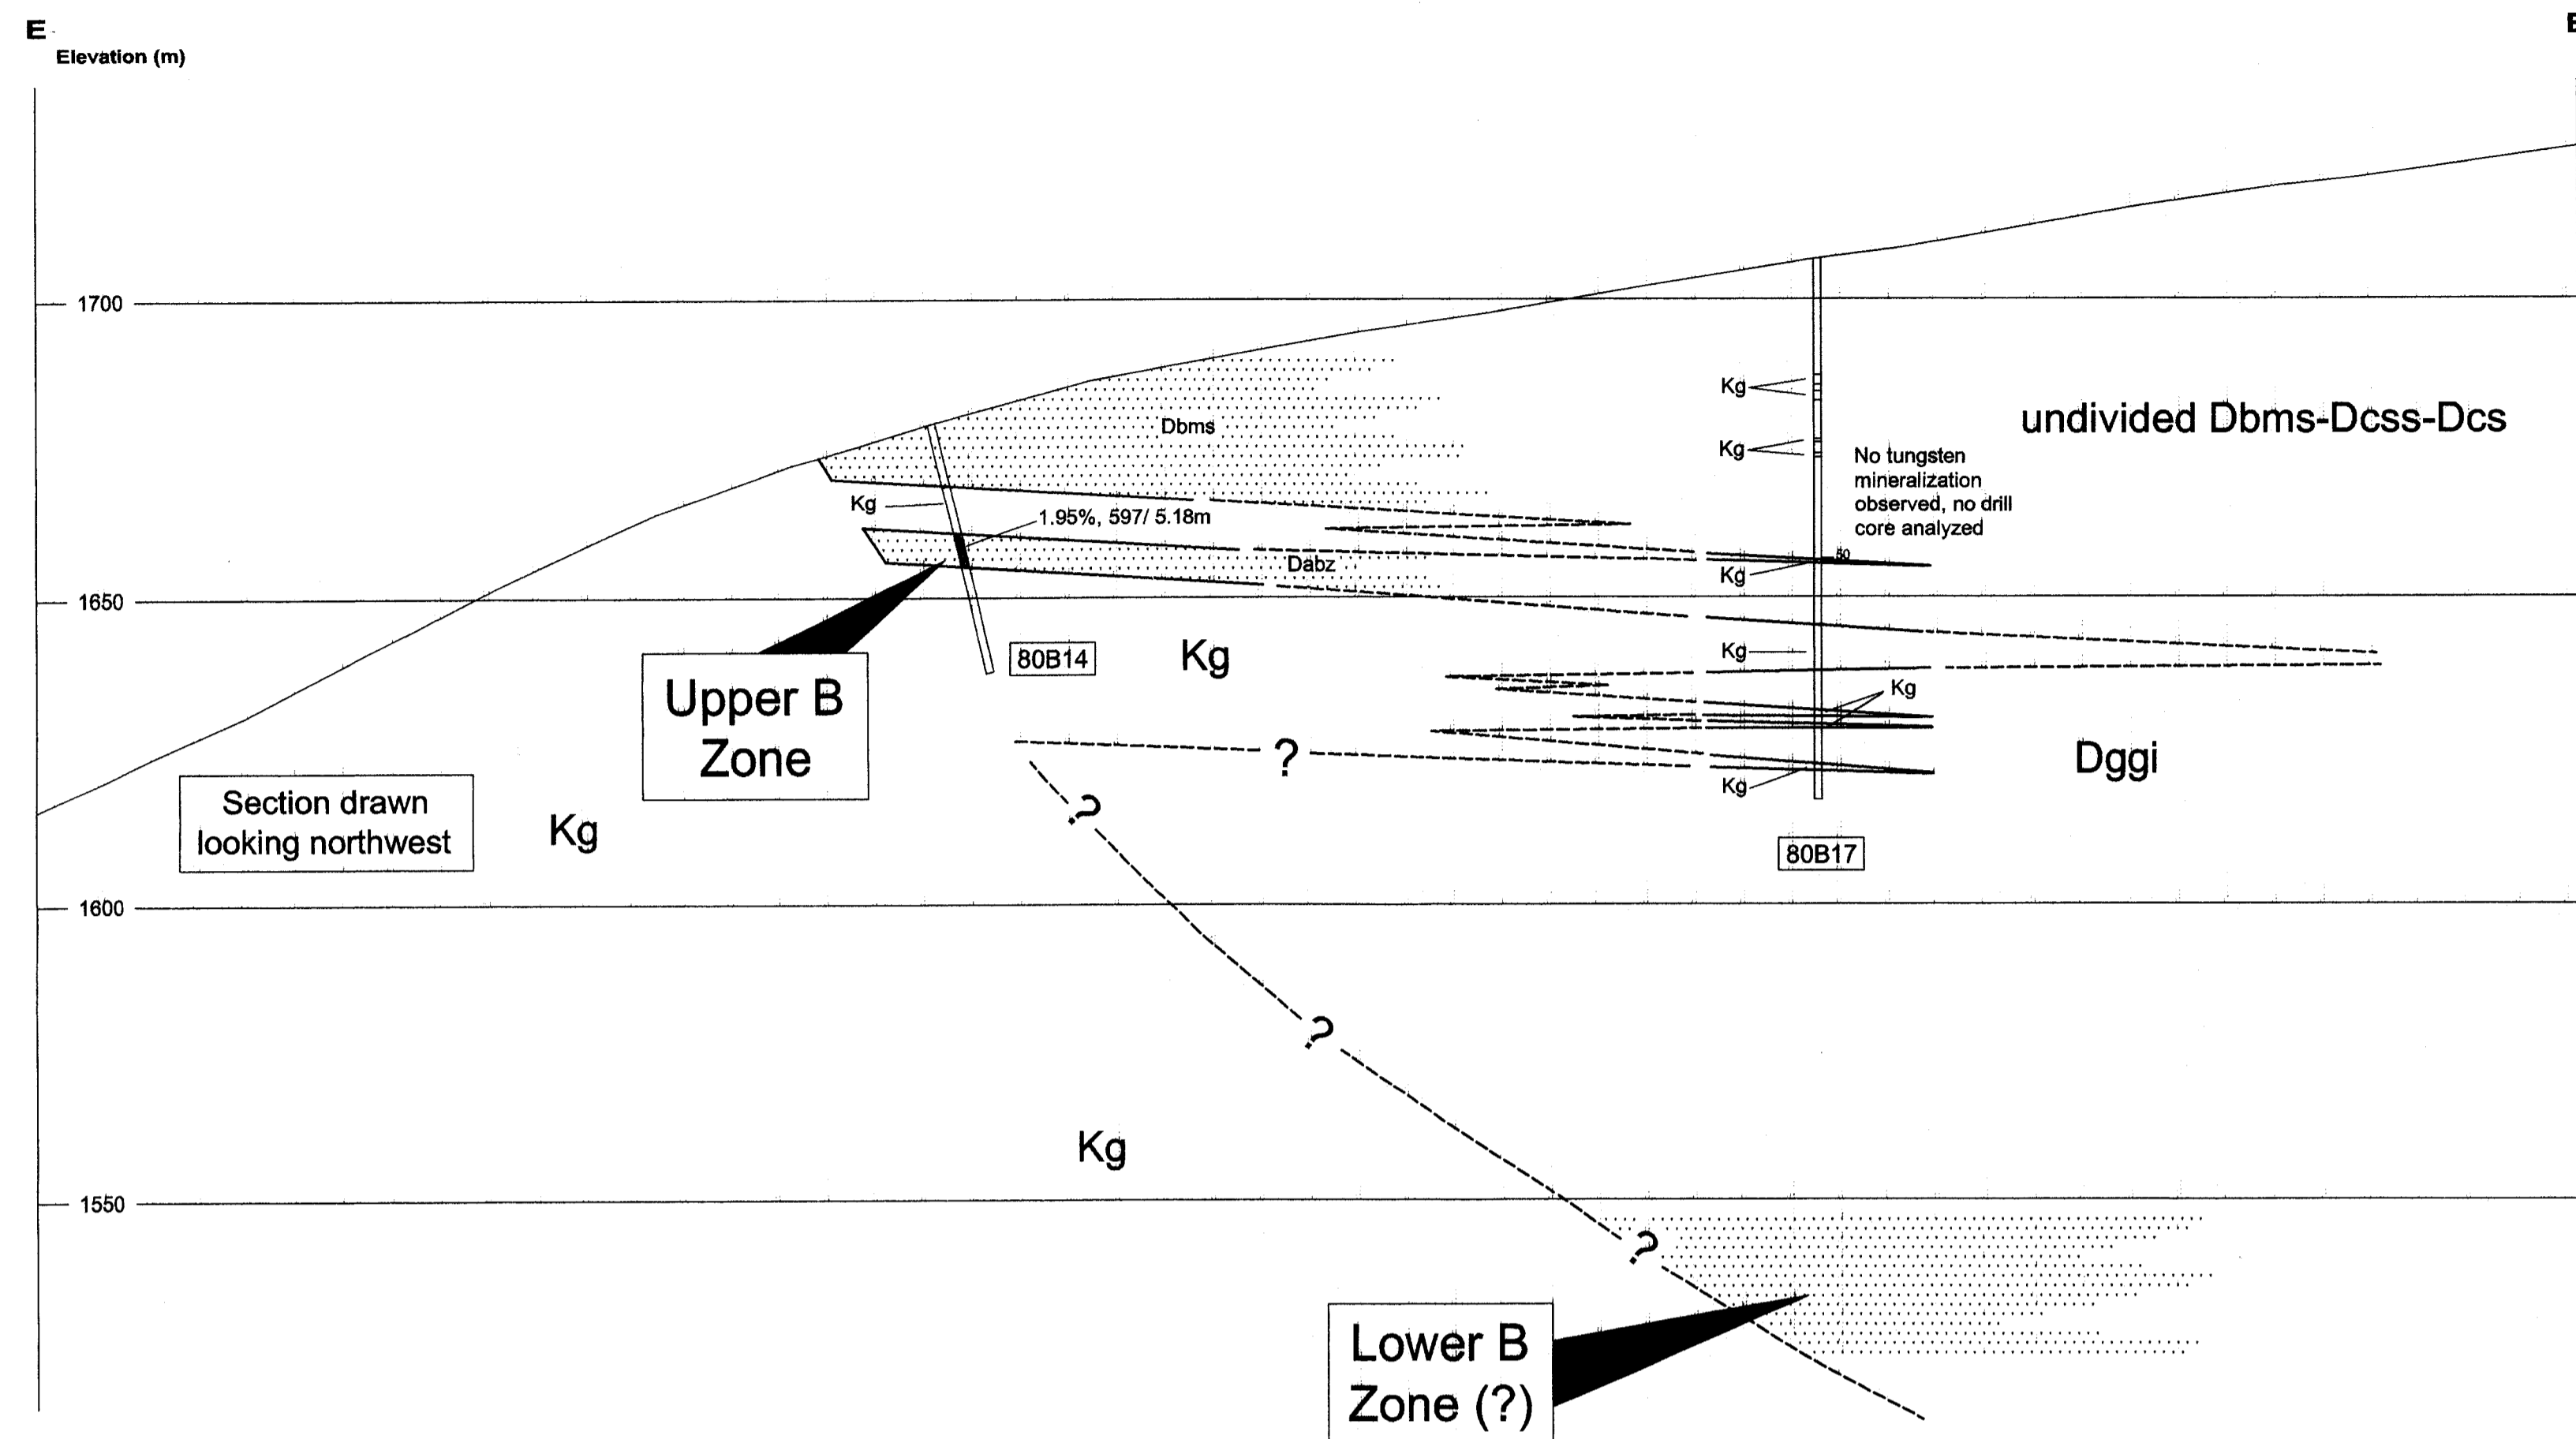 E
Elevation (m)
1700
Kg
undivided Dbms-Dcss-Dcs
Dbms
Kg
No tungsten
mineralization
observed, no drill
core analyzed
Kg
1.95%, 597/ 5.18m
50
Dabz
Kg
1650
80B14
Kg
Kg
Kg
Upper B
Zone
?
Dggi
Kg
Section drawn
looking northwest
Kg
?
80B17
1600
?
Kg
1550
?
Lower B
Zone (?)